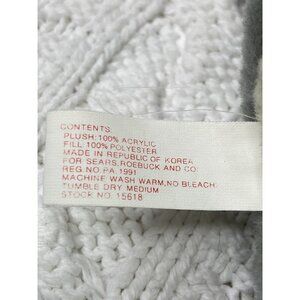 CONTENTS
PLUSH: 100% ACRYLIC
FILL: 100% POLYESTER
MADE IN REPUBLIC OF KOREA
FOR SEARS, ROEBUCK AND CO.
REG. NO. PA. 1991
MACHINE WASH WARM, NO BLEACH
TUMBLE DRY MEDIUM
STOCK NO. 15618